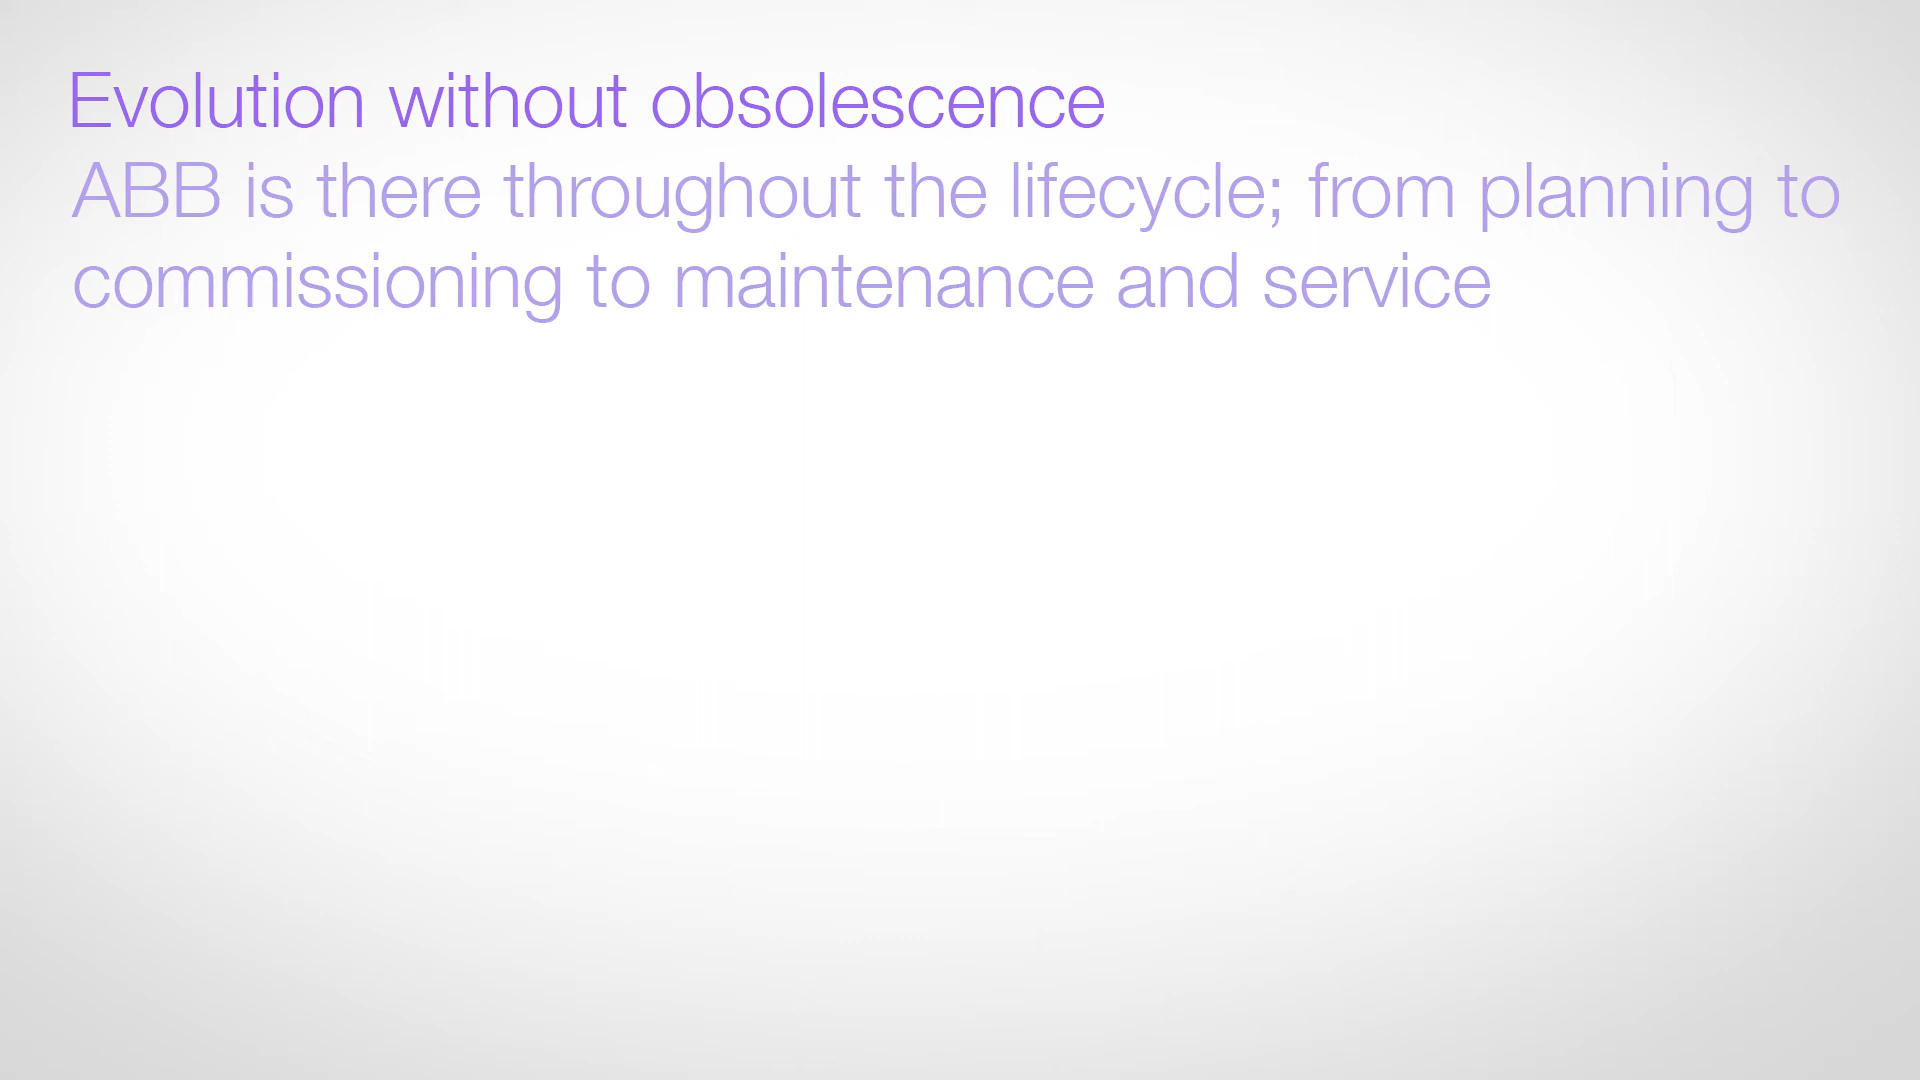 Evolution without obsolescence
ABB is there throughout the lifecycle; from planning to
commissioning to maintenance and service